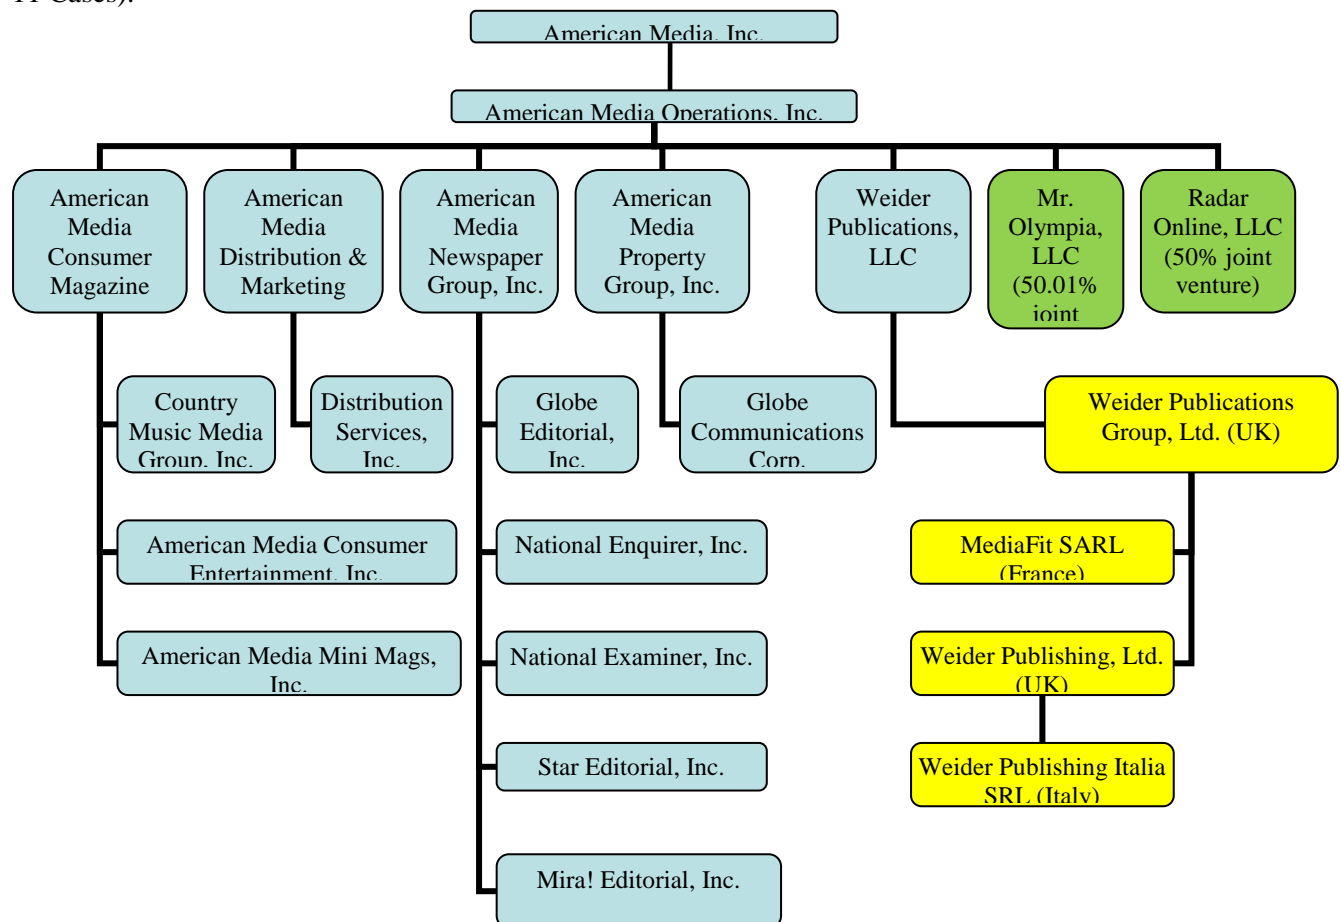 11 Cases).
American Media, Inc.
American Media Operations, Inc.
American
Media
Consumer
Magazine
American
Media
Distribution &
Marketing
American
Media
Newspaper
Group, Inc.
American
Media
Property
Group, Inc.
Weider
Publications,
LLC
Mr.
Olympia,
LLC
(50.01%
joint
Radar
Online, LLC
(50% joint
venture)
Country
Music Media
Group, Inc.
Distribution
Services,
Inc.
Globe
Editorial,
Inc.
Globe
Communications
Corp.
Weider Publications
Group, Ltd. (UK)
American Media Consumer
Entertainment, Inc.
National Enquirer, Inc.
MediaFit SARL
(France)
American Media Mini Mags,
Inc.
National Examiner, Inc.
Weider Publishing, Ltd.
(UK)
Star Editorial, Inc.
Weider Publishing Italia
SRL (Italy)
Mira! Editorial, Inc.